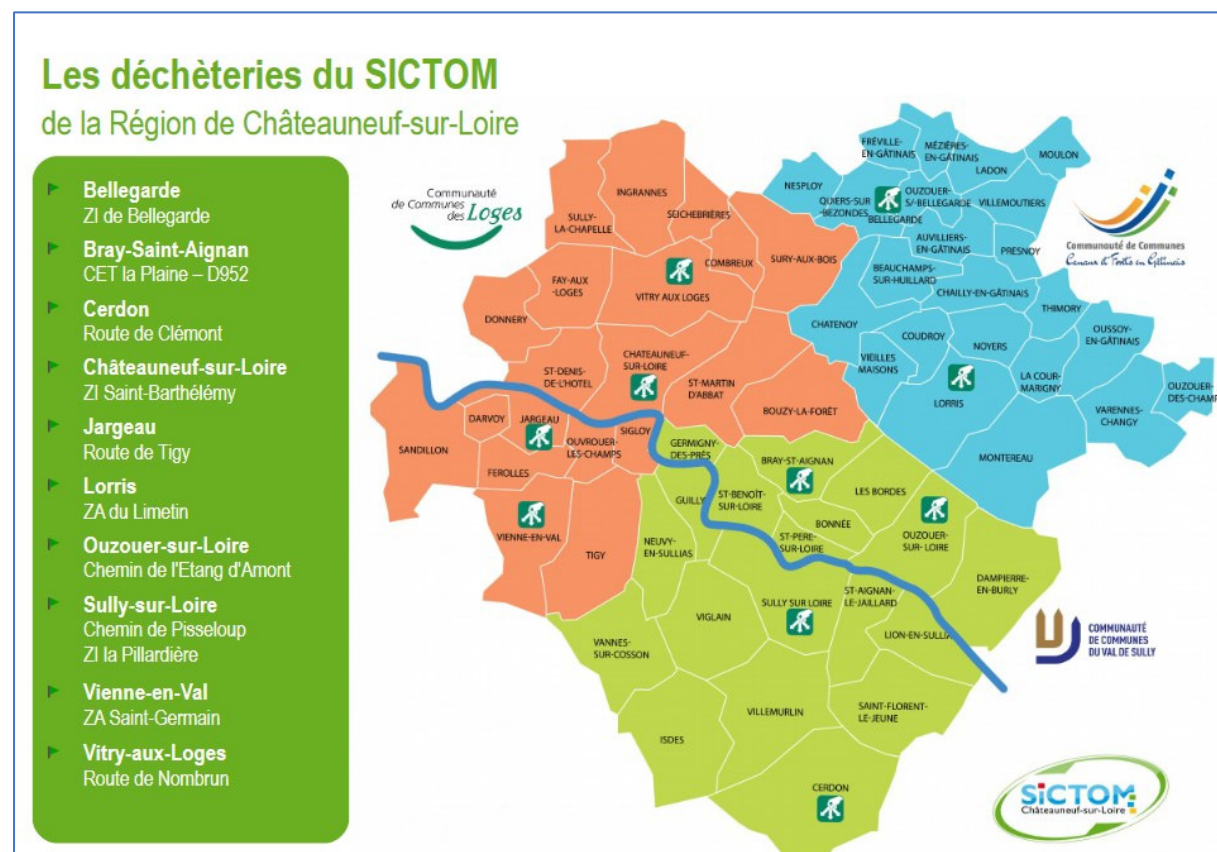 Les déchèteries du SICTOM
de la Région de Châteauneuf-sur-Loire
Bellegarde
ZI de Bellegarde
Bray-Saint-Aignan
CET la Plaine – D952
Cerdon
Route de Clémont
Châteauneuf-sur-Loire
ZI Saint-Barthélémy
Jargeau
Route de Tigy
Lorris
ZA du Limetin
Ouzouer-sur-Loire
Chemin de l'Etang d'Amont
Sully-sur-Loire
Chemin de Pisseloup
ZI la Pillardière
Vienne-en-Val
ZA Saint-Germain
Vitry-aux-Loges
Route de Nombrun
Communauté
de Communes
des Loges
INGRANNES
SULLY-
LA-CHAPELLE
SEICHEBRIÈRES
COMBREUX
SURY-AUX-BOIS
FAY-AUX
-LOGES
VITRY AUX LOGES
DONNERY
CHATEAUNEUF-
SUR-LOIRE
ST-DENIS-
DE-L'HOTEL
ST-MARTIN
D'ABBAT
BOUZY-LA-FORÊT
DARVOY
JARGEAU
SANDILLON
OUVROUER-
LES-CHAMPS
SIGLOY
FEROLLES
VIENNE-EN-VAL
TIGY
FRÉVILLE-
EN-GÂTINAIS
MÉZIÈRES-
EN-GÂTINAIS
MOULON
LADON
NESPLOY
QUIERS-SUR
-BEZONDES
OUZOUER-
S/-BELLEGARDE
BELLEGARDE
VILLEMOUTIERS
AUVILLIERS-
EN-GÂTINAIS
PRESNOY
BEAUCHAMPS
-SUR-HUILLARD
CHAILLY-EN-GÂTINAIS
THIMORY
CHATENOY
COUDROY
OUSSOY-
EN-GÂTINAIS
VIEILLES
MAISONS
NOYERS
LA COUR-
MARIGNY
OUZOUER-
DES-CHAMP
LORRIS
VARENNES-
CHANGY
MONTEREAU
Communauté de Communes
Canaux & Forêts en Gâtinais
GERMIGNY-
DES-PRÉS
BRAY-ST-AIGNAN
LES BORDES
GUILLY
ST-BENOÎT-
SUR-LOIRE
BONNÉE
OUZOUER-
SUR- LOIRE
NEUVY-
EN-SULLIAS
ST-PERE-
SUR-LOIRE
DAMPIERRE-
EN-BURLY
ST-AIGNAN-
LE-JAILLARD
SULLY SUR LOIRE
VIGLAIN
LION-EN-SULLIA
VANNES-
SUR-COSSON
VILLEMURLIN
SAINT-FLORENT-
LE-JEUNE
ISDES
CERDON
COMMUNAUTÉ
DE COMMUNES
DU VAL DE SULLY
SiCTOM
Châteauneuf-sur-Loire